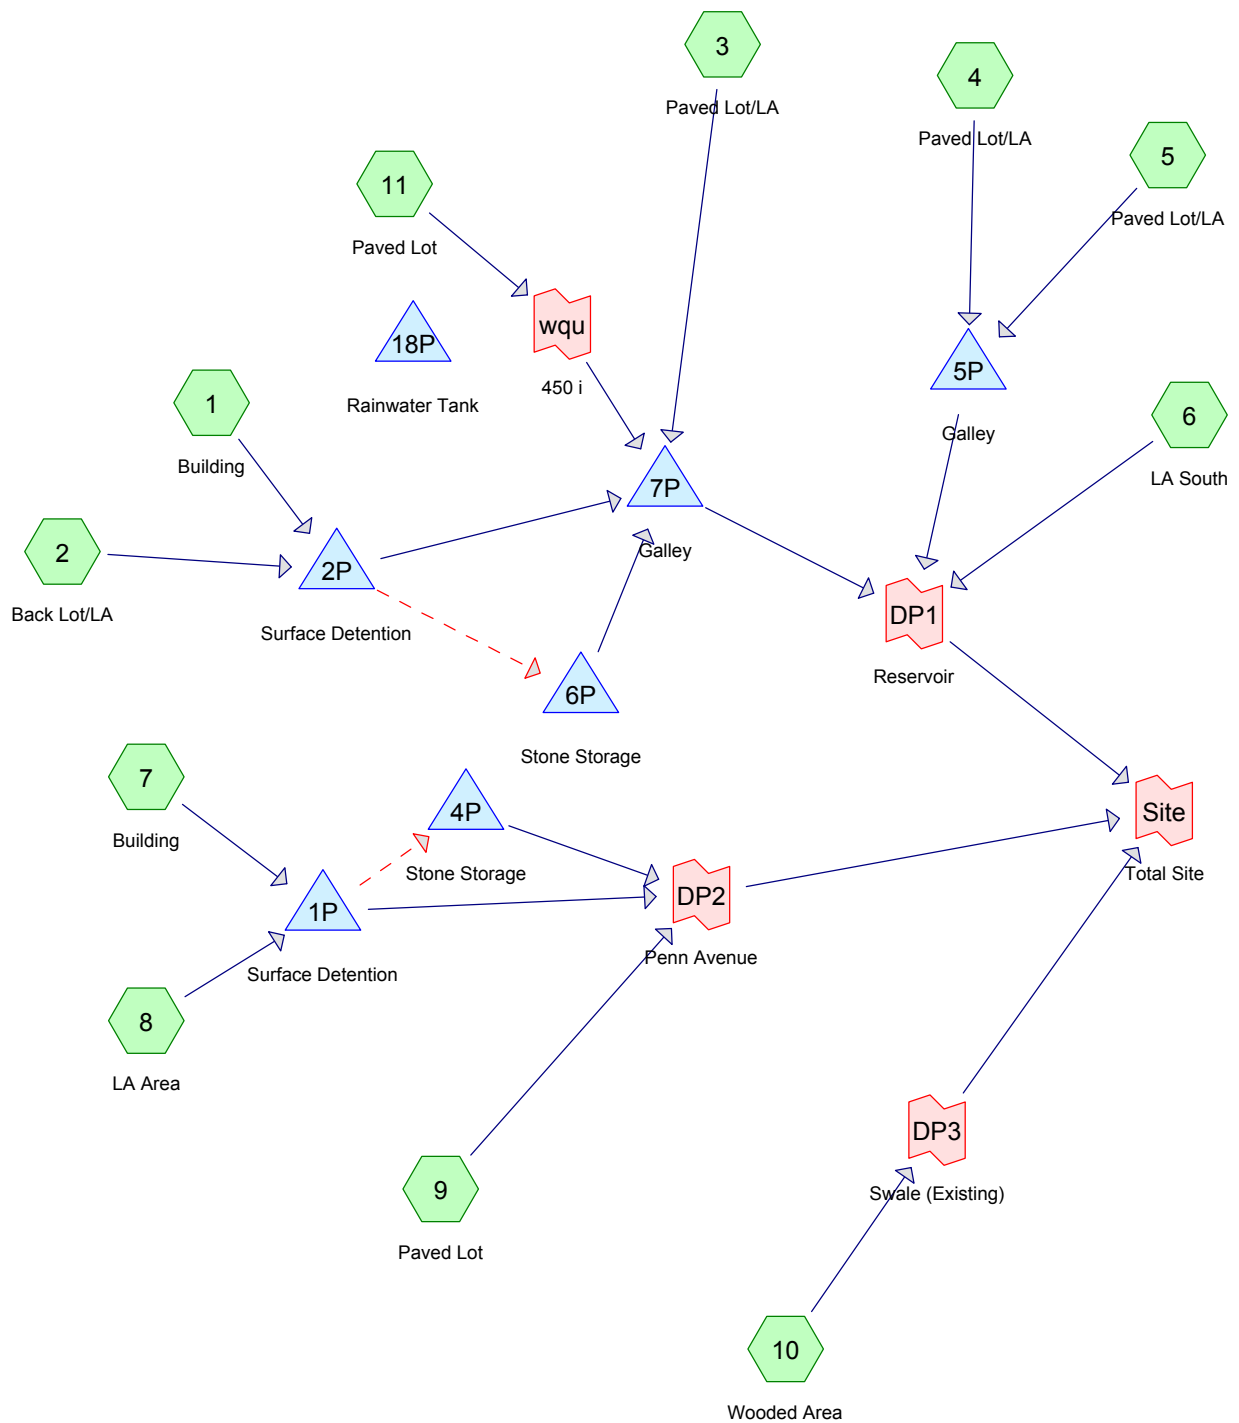 3
Paved Lot/LA
4
Paved Lot/LA
5
Paved Lot/LA
11
Paved Lot
wqu
450 i
18P
Rainwater Tank
5P
Galley
1
Building
6
LA South
7P
Galley
2
Back Lot/LA
2P
Surface Detention
DP1
Reservoir
6P
Stone Storage
7
Building
4P
Stone Storage
Site
Total Site
1P
Surface Detention
DP2
Penn Avenue
8
LA Area
DP3
Swale (Existing)
9
Paved Lot
10
Wooded Area